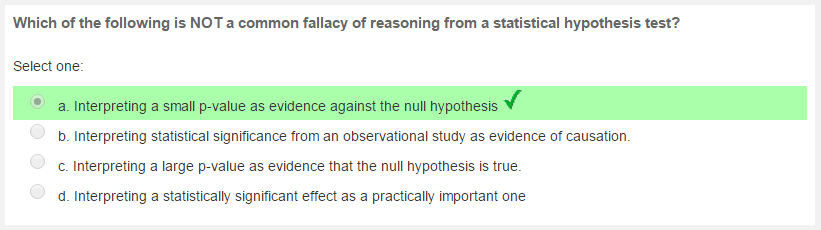 Which of the following is NOT a common fallacy of reasoning from a statistical hypothesis test?
Select one:
a. Interpreting a small p-value as evidence against the null hypothesis
b. Interpreting statistical significance from an observational study as evidence of causation.
c. Interpreting a large p-value as evidence that the null hypothesis is true.
d. Interpreting a statistically significant effect as a practically important one